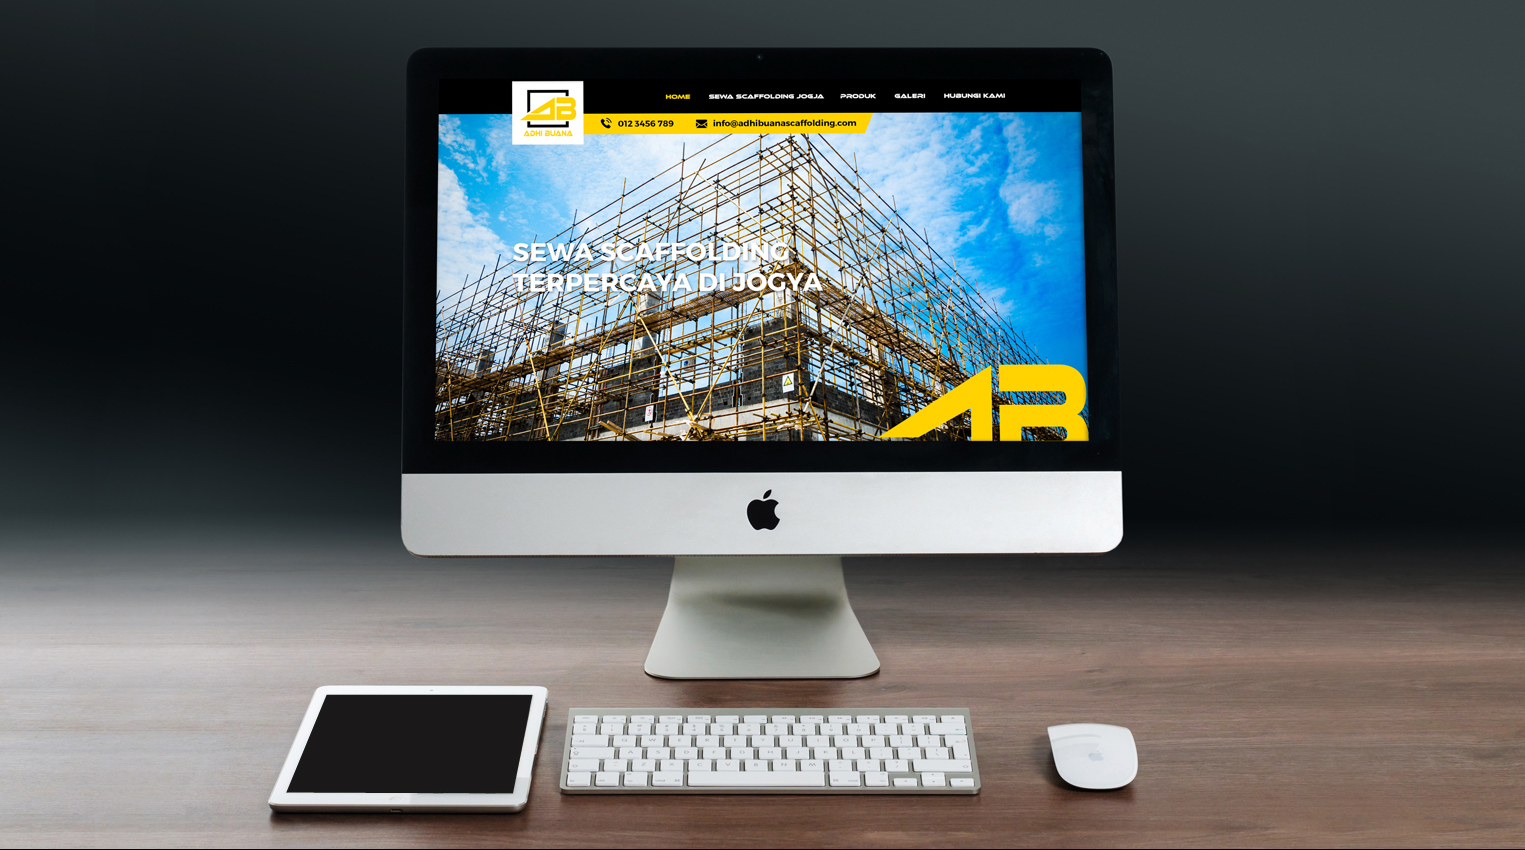 AB
ADHI BUANA
HOME SEWA SCAFFOLDING JOGJA PRODUK GALERI HUBUNGI KAMI
012 3456 789 info@adhibuanascaffolding.com
SEWA SCAFFOLDING
TERPERCAYA DI JOGYA
AB